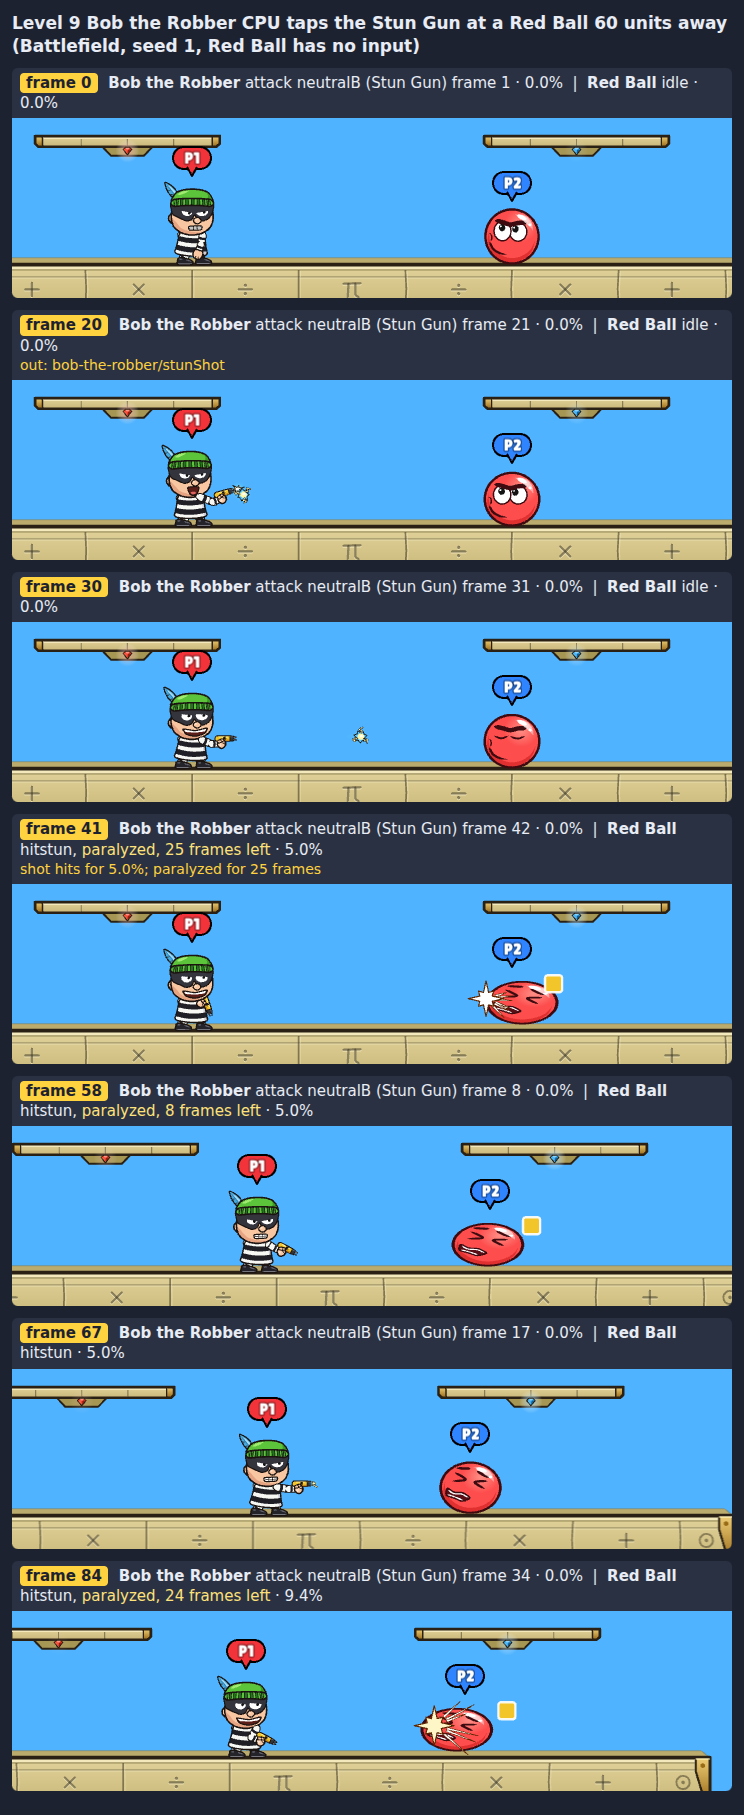 Level 9 Bob the Robber CPU taps the Stun Gun at a Red Ball 60 units away
(Battlefield, seed 1, Red Ball has no input)
frame 0 Bob the Robber attack neutralB (Stun Gun) frame 1 · 0.0% | Red Ball idle ·
0.0%
P1
P2
+ × ÷ π ÷ × +
frame 20 Bob the Robber attack neutralB (Stun Gun) frame 21 · 0.0% | Red Ball idle ·
0.0%
out: bob-the-robber/stunShot
P1
P2
+ × ÷ π ÷ × +
frame 30 Bob the Robber attack neutralB (Stun Gun) frame 31 · 0.0% | Red Ball idle ·
0.0%
P1
P2
+ × ÷ π ÷ × +
frame 41 Bob the Robber attack neutralB (Stun Gun) frame 42 · 0.0% | Red Ball
hitstun, paralyzed, 25 frames left · 5.0%
shot hits for 5.0%; paralyzed for 25 frames
P1
P2
+ × ÷ π ÷ × +
frame 58 Bob the Robber attack neutralB (Stun Gun) frame 8 · 0.0% | Red Ball
hitstun, paralyzed, 8 frames left · 5.0%
P1
P2
× ÷ π ÷ × +
frame 67 Bob the Robber attack neutralB (Stun Gun) frame 17 · 0.0% | Red Ball
hitstun · 5.0%
P1
P2
× ÷ π ÷ × +
frame 84 Bob the Robber attack neutralB (Stun Gun) frame 34 · 0.0% | Red Ball
hitstun, paralyzed, 24 frames left · 9.4%
P1
P2
× ÷ π ÷ × +